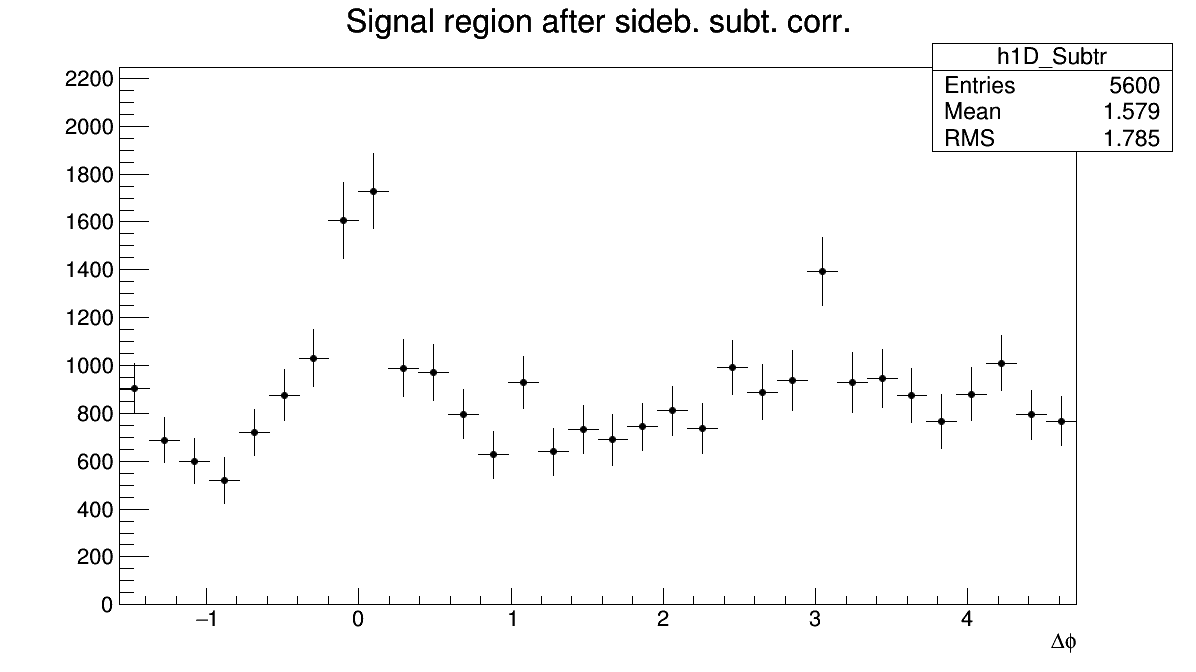 Signal region after sideb. subt. corr.
h1D_Subtr
Entries 5600
Mean 1.579
RMS 1.785
2200
2000
1800
1600
1400
1200
1000
800
600
400
200
0
−1 0 1 2 3 4
Δϕ